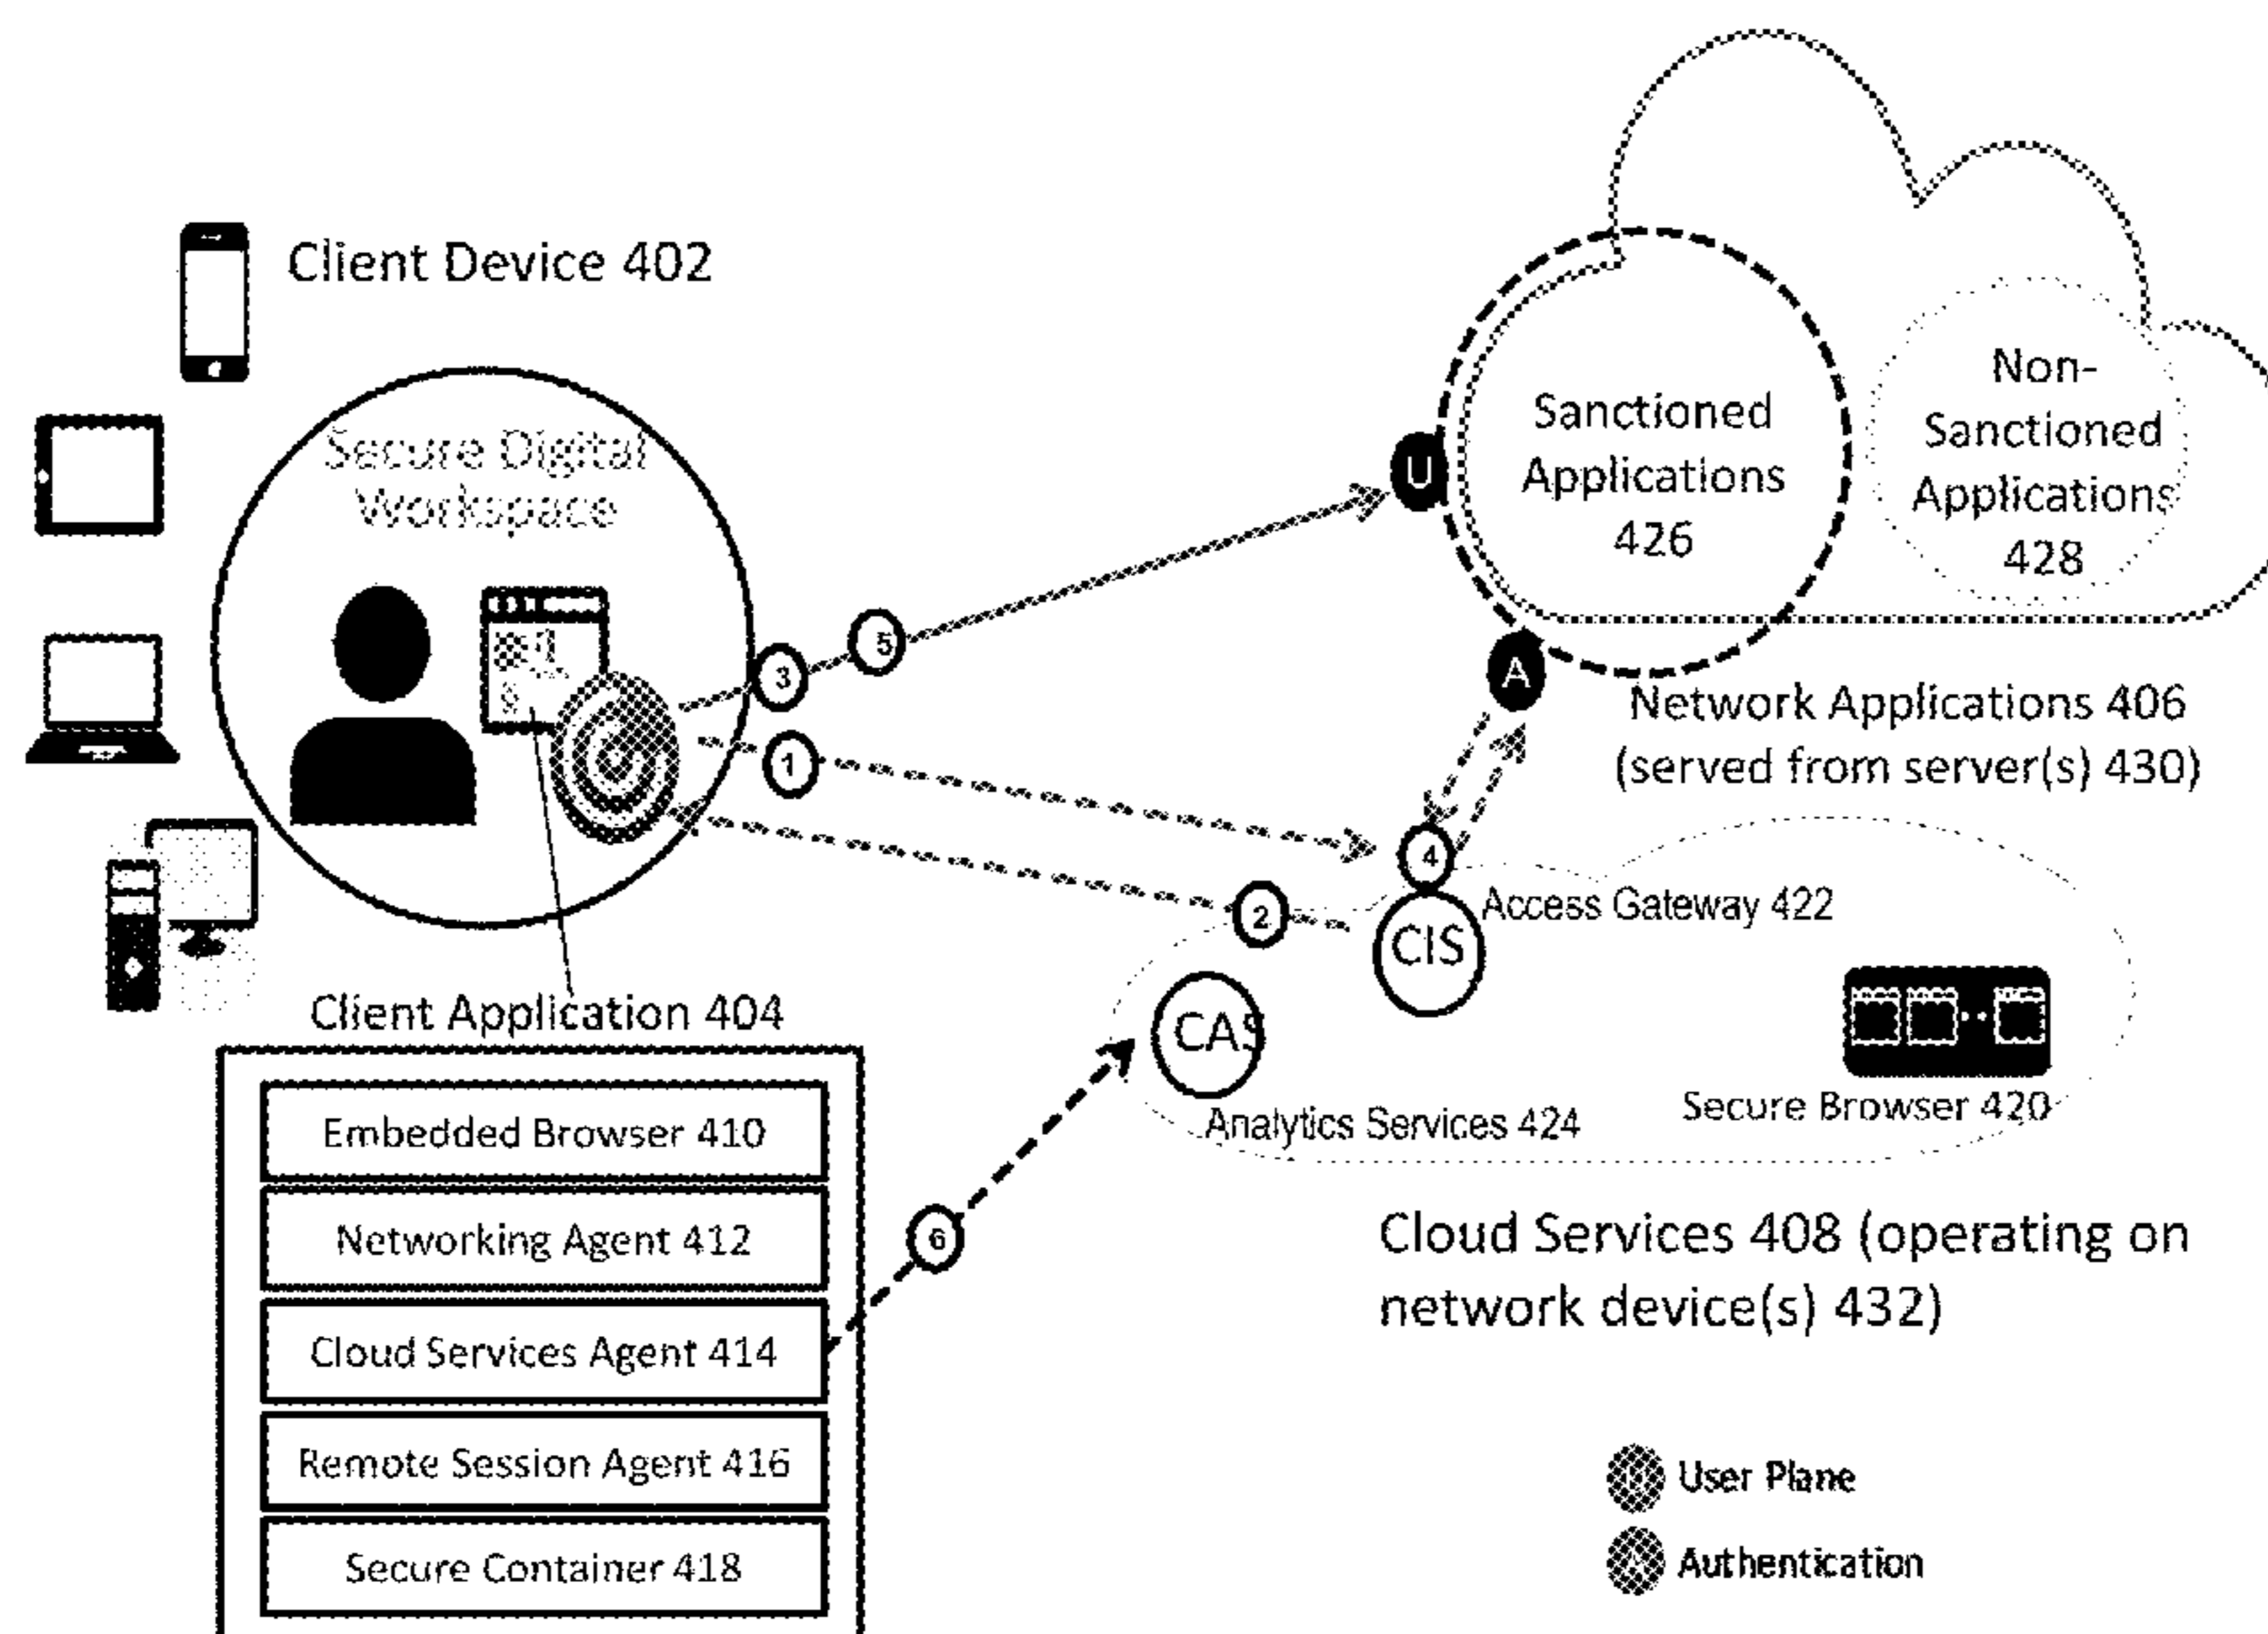 Client Device 402
Secure Digital
Workspace
Sanctioned
Applications
426
Non-
Sanctioned
Applications
428
U
A
5
3
1
4
2
6
Network Applications 406
(served from server(s) 430)
Access Gateway 422
CIS
CAS
Analytics Services 424
Secure Browser 420
Client Application 404
Embedded Browser 410
Networking Agent 412
Cloud Services Agent 414
Remote Session Agent 416
Secure Container 418
Cloud Services 408 (operating on
network device(s) 432)
User Plane
Authentication